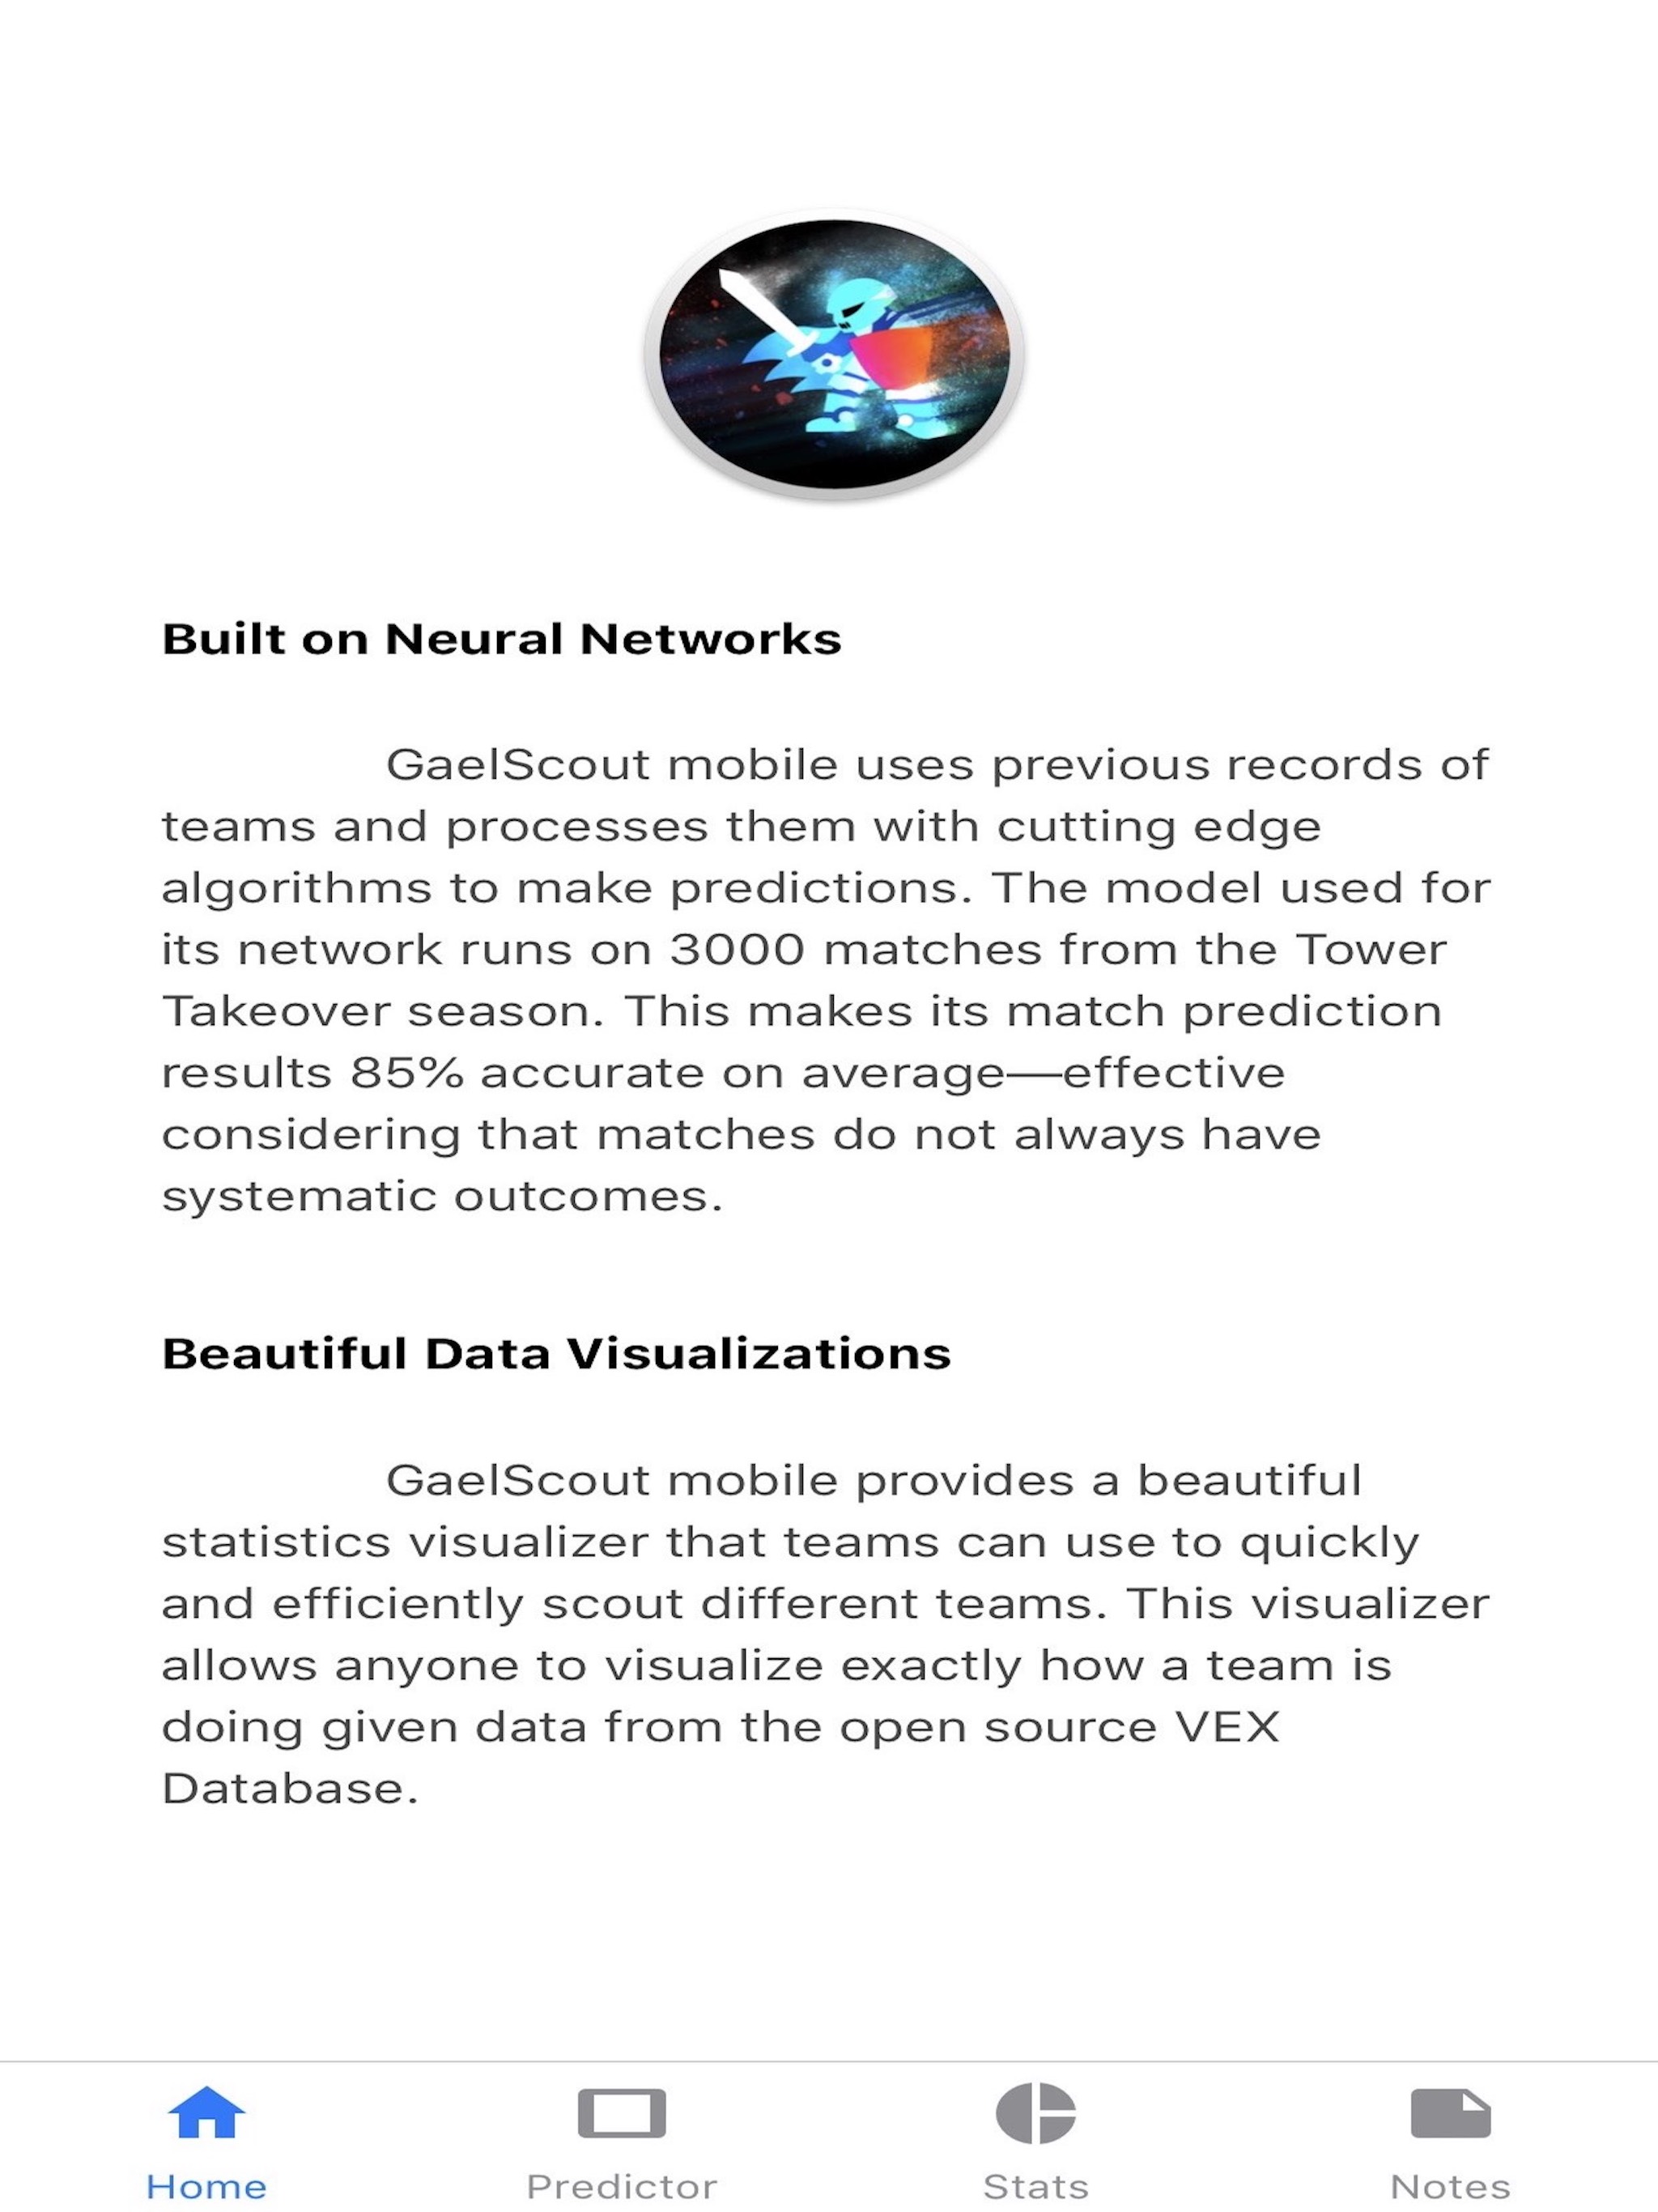 Built on Neural Networks
GaelScout mobile uses previous records of
teams and processes them with cutting edge
algorithms to make predictions. The model used for
its network runs on 3000 matches from the Tower
Takeover season. This makes its match prediction
results 85% accurate on average—effective
considering that matches do not always have
systematic outcomes.
Beautiful Data Visualizations
GaelScout mobile provides a beautiful
statistics visualizer that teams can use to quickly
and efficiently scout different teams. This visualizer
allows anyone to visualize exactly how a team is
doing given data from the open source VEX
Database.
Home Predictor Stats Notes